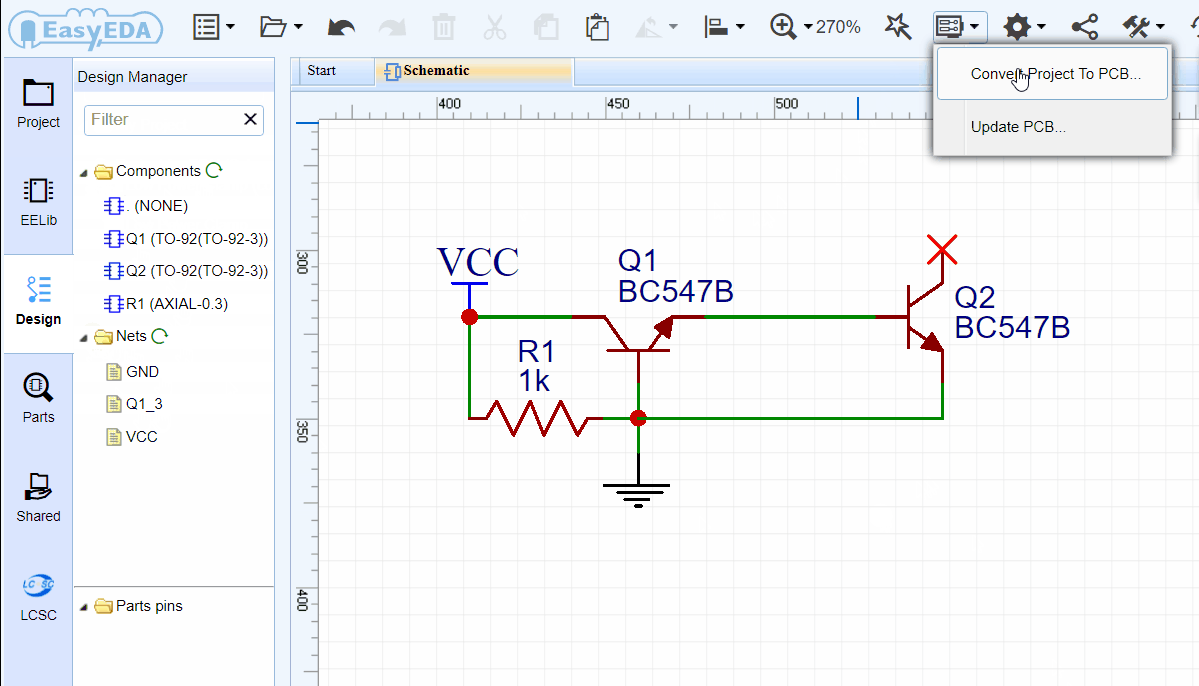 EasyEDA
270%
Design Manager
Start
Schematic
Convert Project To PCB...
Update PCB...
Project
Filter
400
450
500
Components
. (NONE)
Q1 (TO-92(TO-92-3))
Q2 (TO-92(TO-92-3))
R1 (AXIAL-0.3)
Nets
GND
Q1_3
VCC
EELib
Design
Parts
Shared
LCSC
LCSC
Parts pins
300
350
400
VCC
Q1
BC547B
Q2
BC547B
R1
1k